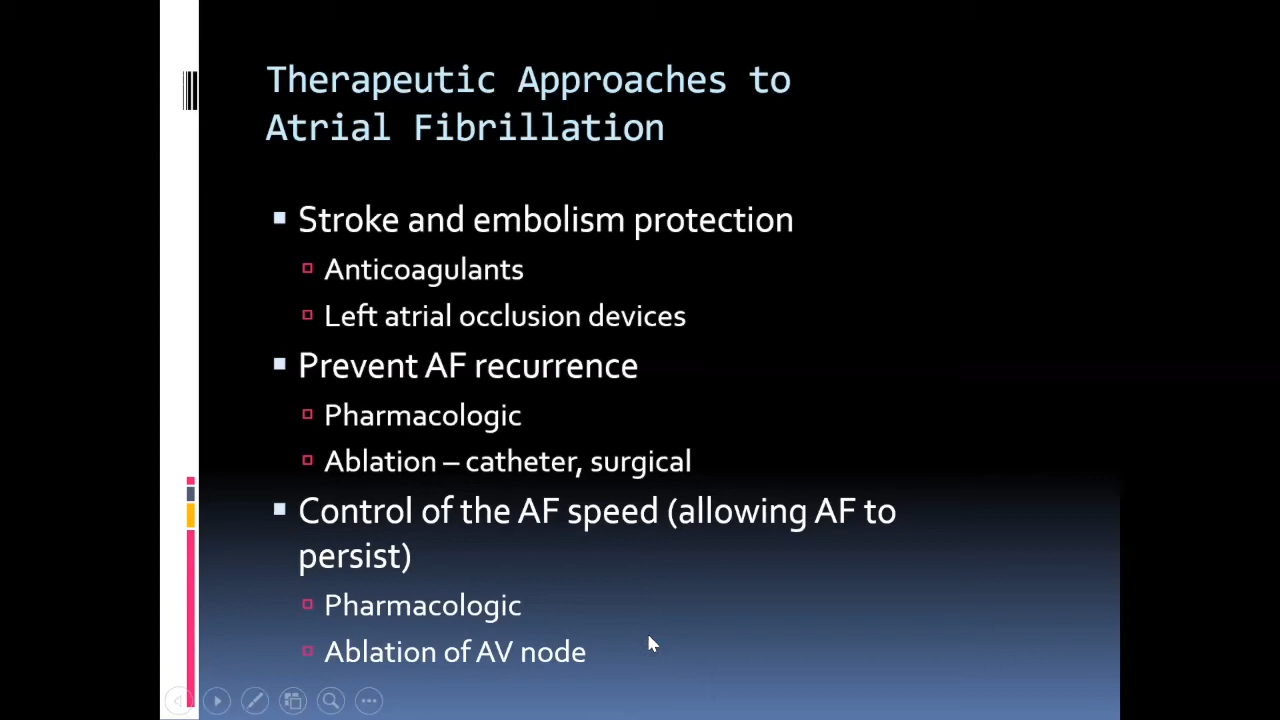 Therapeutic Approaches to
Atrial Fibrillation
Stroke and embolism protection
Anticoagulants
Left atrial occlusion devices
Prevent AF recurrence
Pharmacologic
Ablation – catheter, surgical
Control of the AF speed (allowing AF to
persist)
Pharmacologic
Ablation of AV node